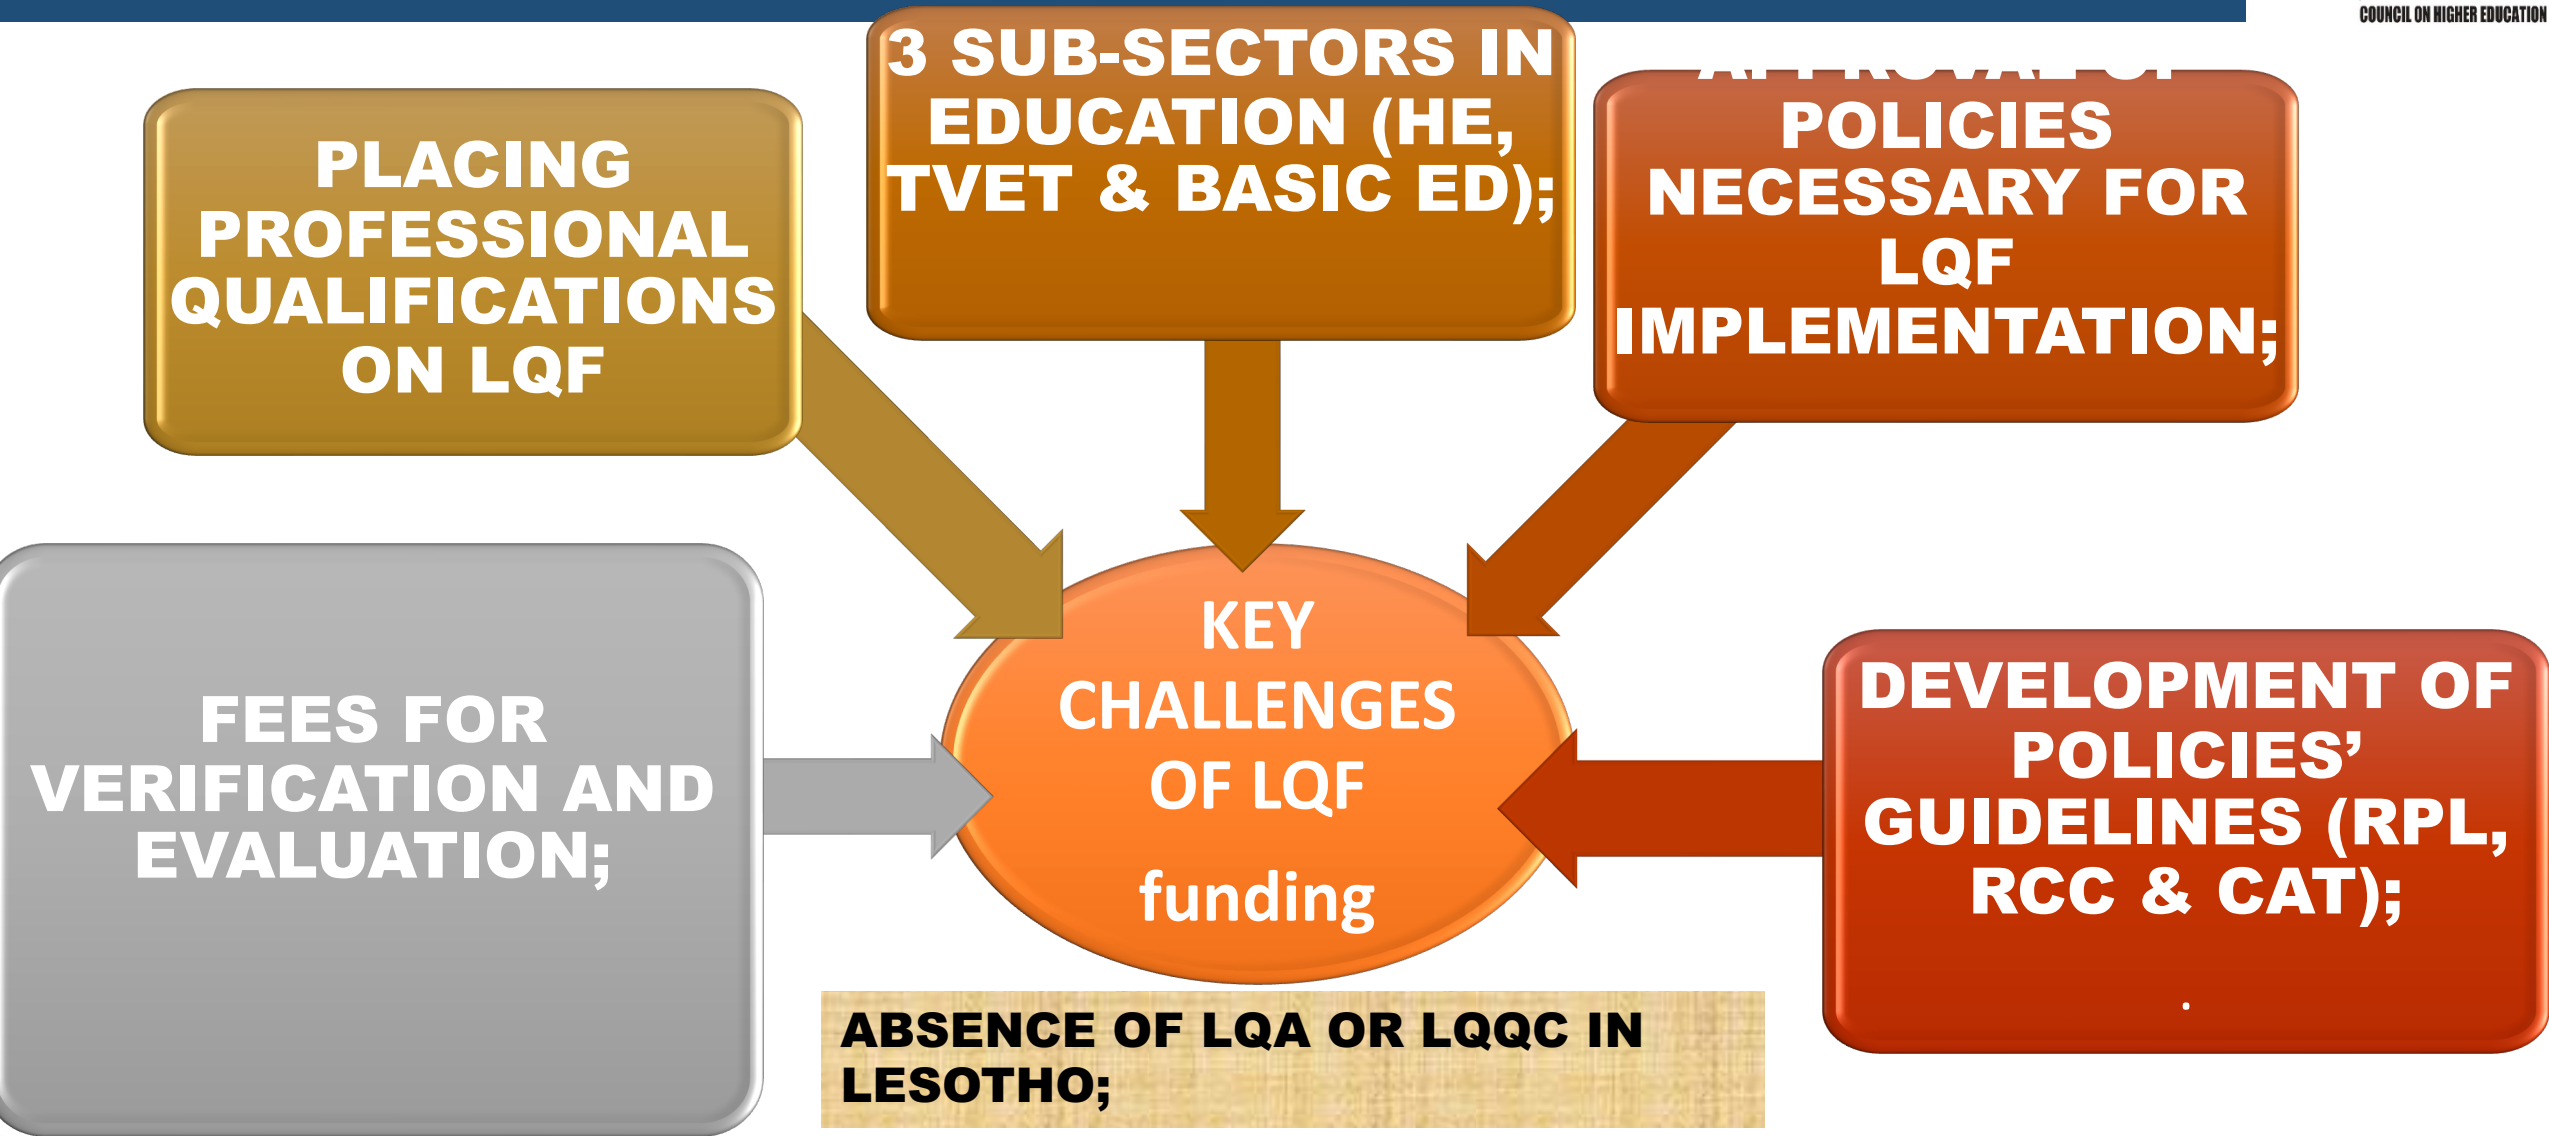 COUNCIL ON HIGHER EDUCATION
3 SUB-SECTORS IN
EDUCATION (HE,
TVET & BASIC ED);
APPROVAL OF
POLICIES
NECESSARY FOR
LQF
IMPLEMENTATION;
PLACING
PROFESSIONAL
QUALIFICATIONS
ON LQF
FEES FOR
VERIFICATION AND
EVALUATION;
KEY
CHALLENGES
OF LQF
funding
DEVELOPMENT OF
POLICIES’
GUIDELINES (RPL,
RCC & CAT);
.
ABSENCE OF LQA OR LQQC IN
LESOTHO;